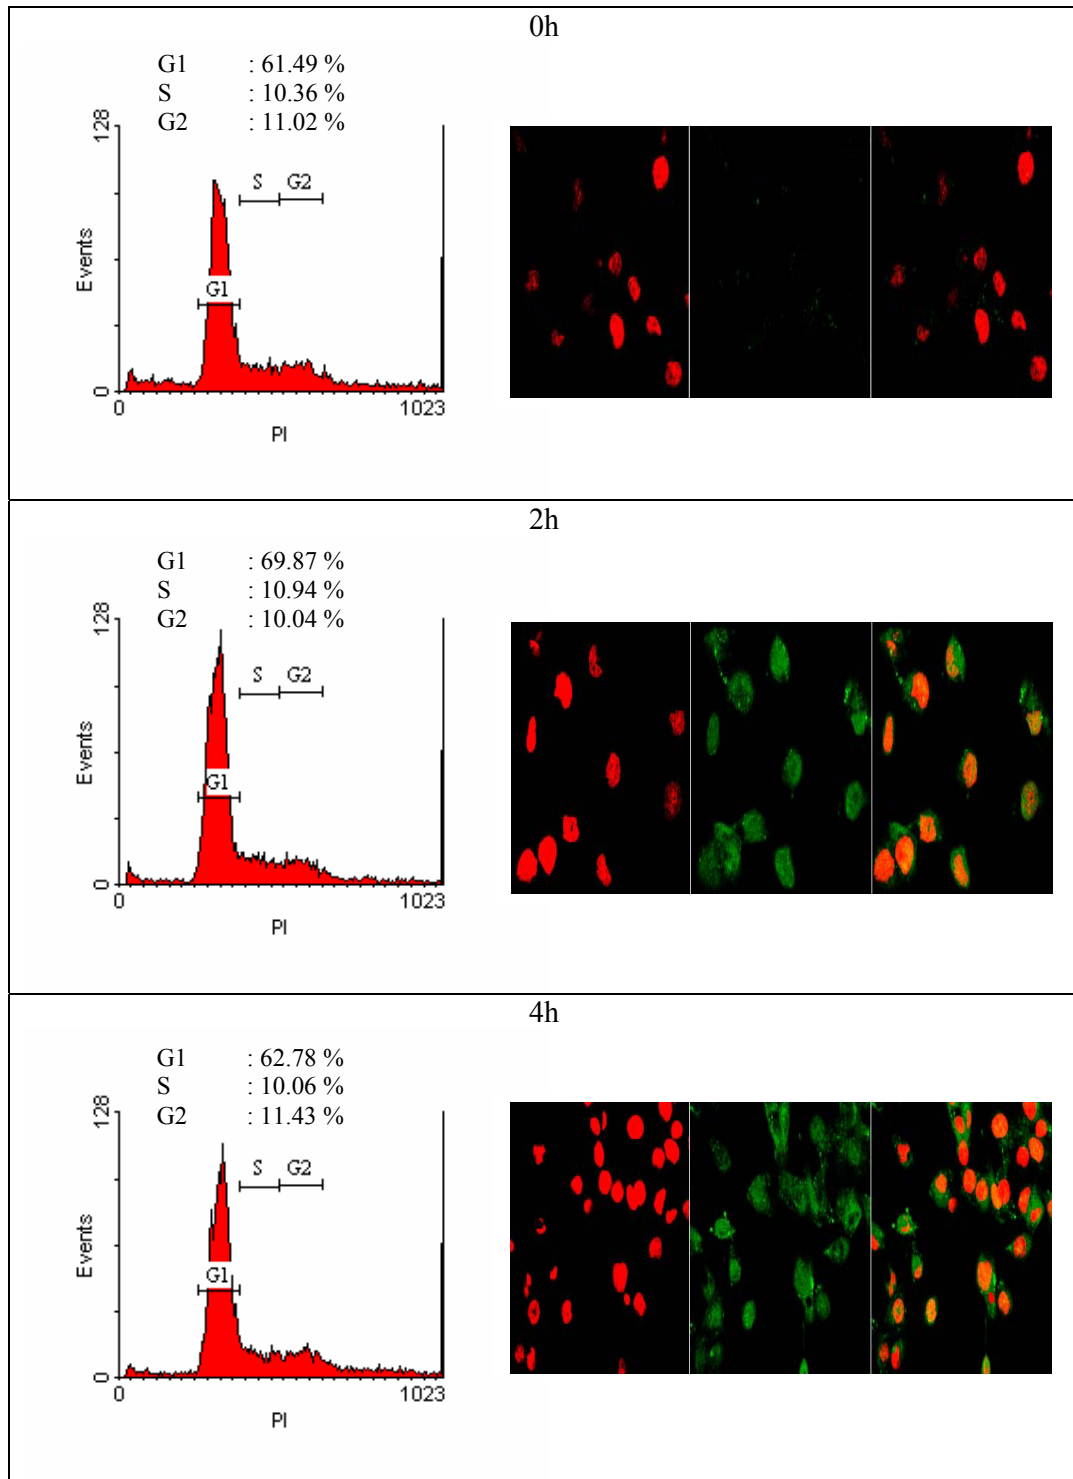 0h
G1 : 61.49 %
S : 10.36 %
G2 : 11.02 %
128
S G2
G1
Events
0
0 1023
PI
2h
G1 : 69.87 %
S : 10.94 %
G2 : 10.04 %
128
S G2
G1
Events
0
0 1023
PI
4h
G1 : 62.78 %
S : 10.06 %
G2 : 11.43 %
128
S G2
G1
Events
0
0 1023
PI